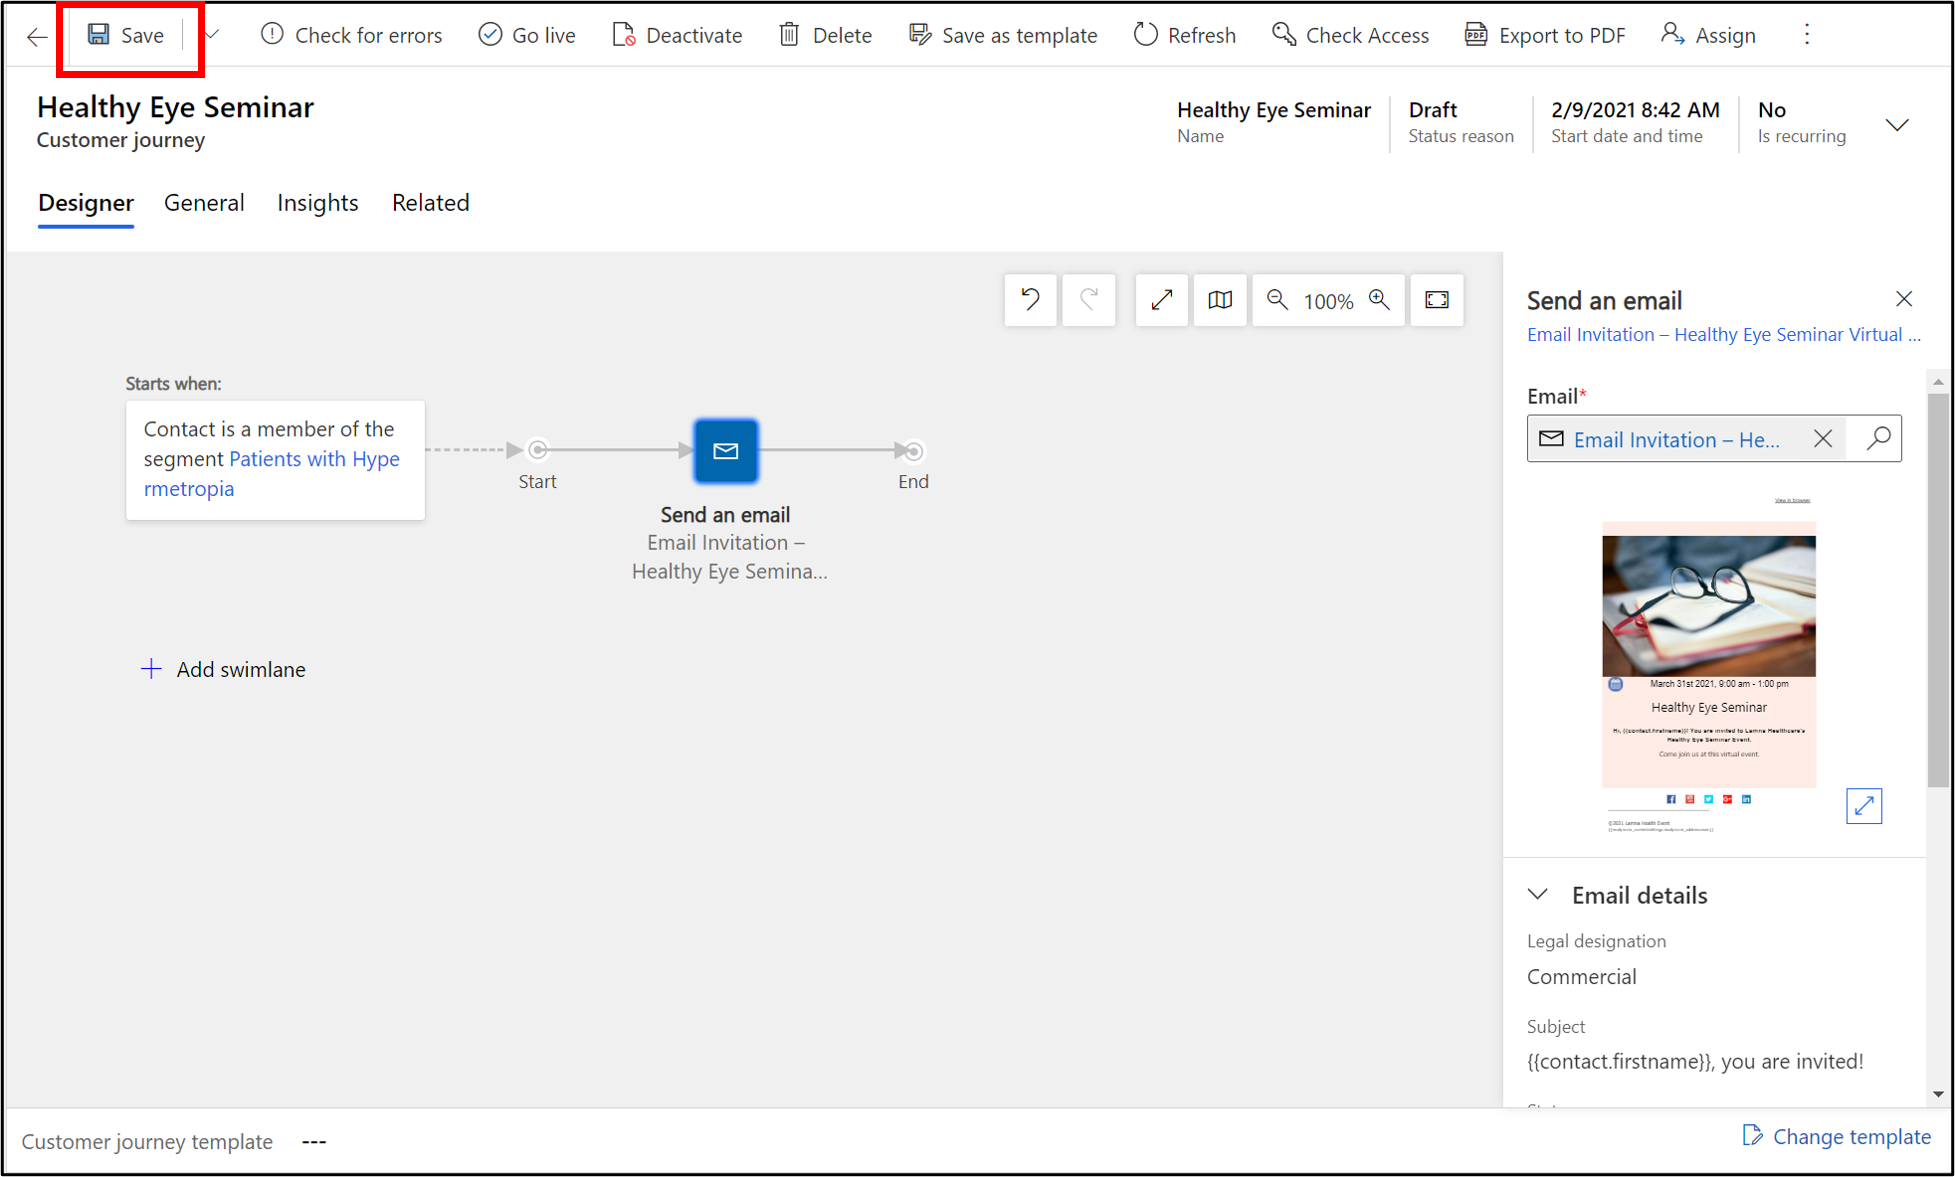 Save
Check for errors
Go live
Deactivate
Delete
Save as template
Refresh
Check Access
PDF
Export to PDF
Assign
Healthy Eye Seminar
Customer journey
Healthy Eye Seminar
Name
Draft
Status reason
2/9/2021 8:42 AM
Start date and time
No
Is recurring
Designer
General
Insights
Related
100%
Starts when:
Contact is a member of the
segment Patients with Hype
rmetropia
Start
Send an email
Email Invitation –
Healthy Eye Semina...
End
Add swimlane
Send an email
Email Invitation – Healthy Eye Seminar Virtual ...
Email*
Email Invitation – He...
View in browser
March 31st 2021, 9:00 am - 1:00 pm
Healthy Eye Seminar
Hi, {{contact.firstname}}! You are invited to Lamna Healthcare's
Healthy Eye Seminar Event.
Come join us at this virtual event.
©2021 Lamna Health Event
Email details
Legal designation
Commercial
Subject
{{contact.firstname}}, you are invited!
Customer journey template
---
Change template